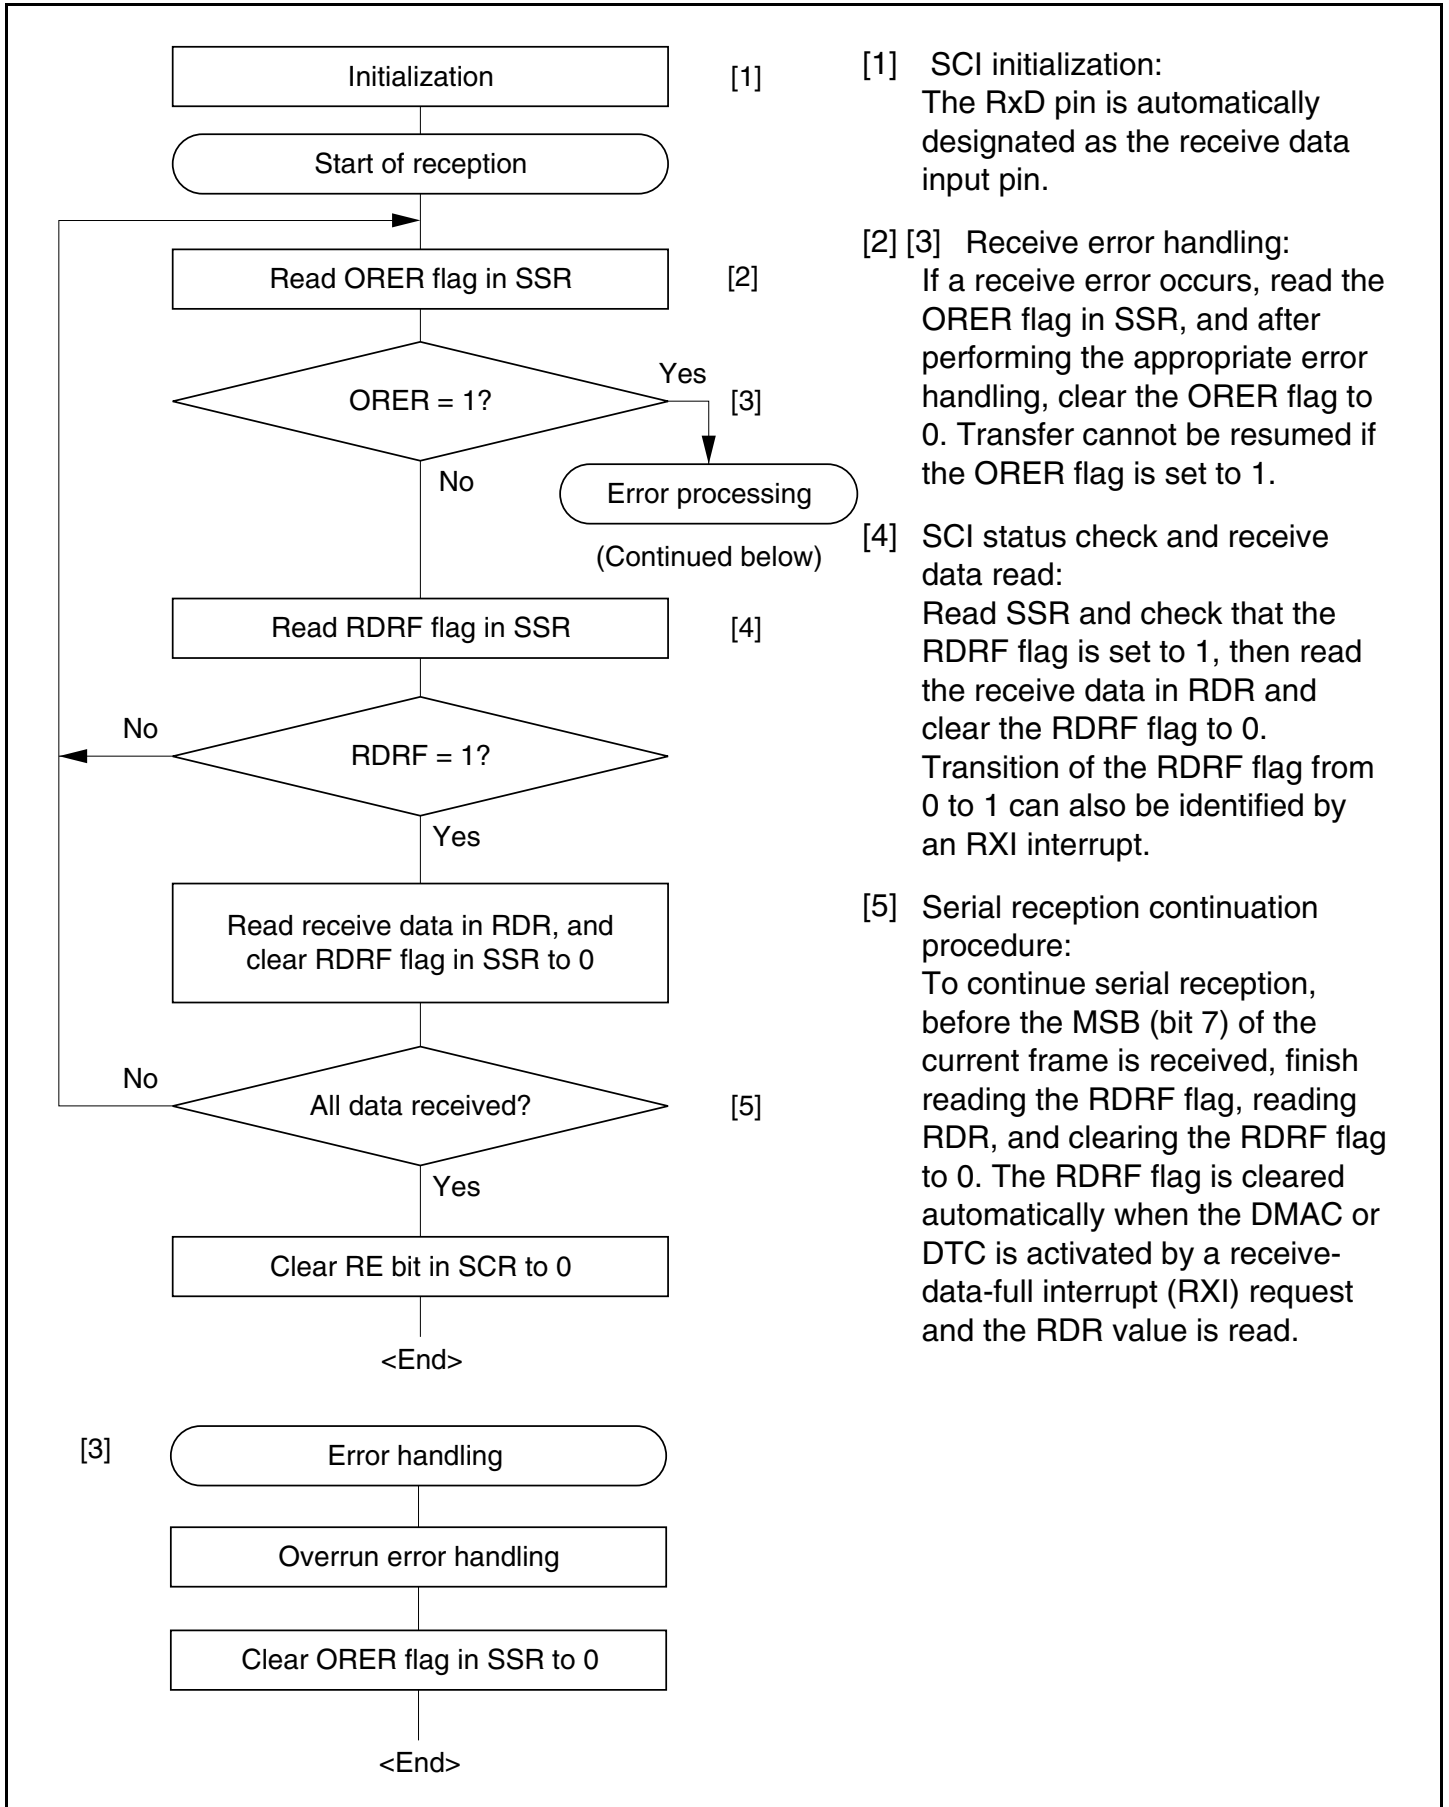 Initialization
[1]
Start of reception
Read ORER flag in SSR
[2]
ORER = 1?
Yes
[3]
No
Error processing
(Continued below)
Read RDRF flag in SSR
[4]
No
RDRF = 1?
Yes
Read receive data in RDR, and
clear RDRF flag in SSR to 0
No
All data received?
[5]
Yes
Clear RE bit in SCR to 0
<End>
[3]
Error handling
Overrun error handling
Clear ORER flag in SSR to 0
<End>
[1] SCI initialization:
The RxD pin is automatically
designated as the receive data
input pin.
[2] [3] Receive error handling:
If a receive error occurs, read the
ORER flag in SSR, and after
performing the appropriate error
handling, clear the ORER flag to
0. Transfer cannot be resumed if
the ORER flag is set to 1.
[4] SCI status check and receive
data read:
Read SSR and check that the
RDRF flag is set to 1, then read
the receive data in RDR and
clear the RDRF flag to 0.
Transition of the RDRF flag from
0 to 1 can also be identified by
an RXI interrupt.
[5] Serial reception continuation
procedure:
To continue serial reception,
before the MSB (bit 7) of the
current frame is received, finish
reading the RDRF flag, reading
RDR, and clearing the RDRF flag
to 0. The RDRF flag is cleared
automatically when the DMAC or
DTC is activated by a receive-
data-full interrupt (RXI) request
and the RDR value is read.